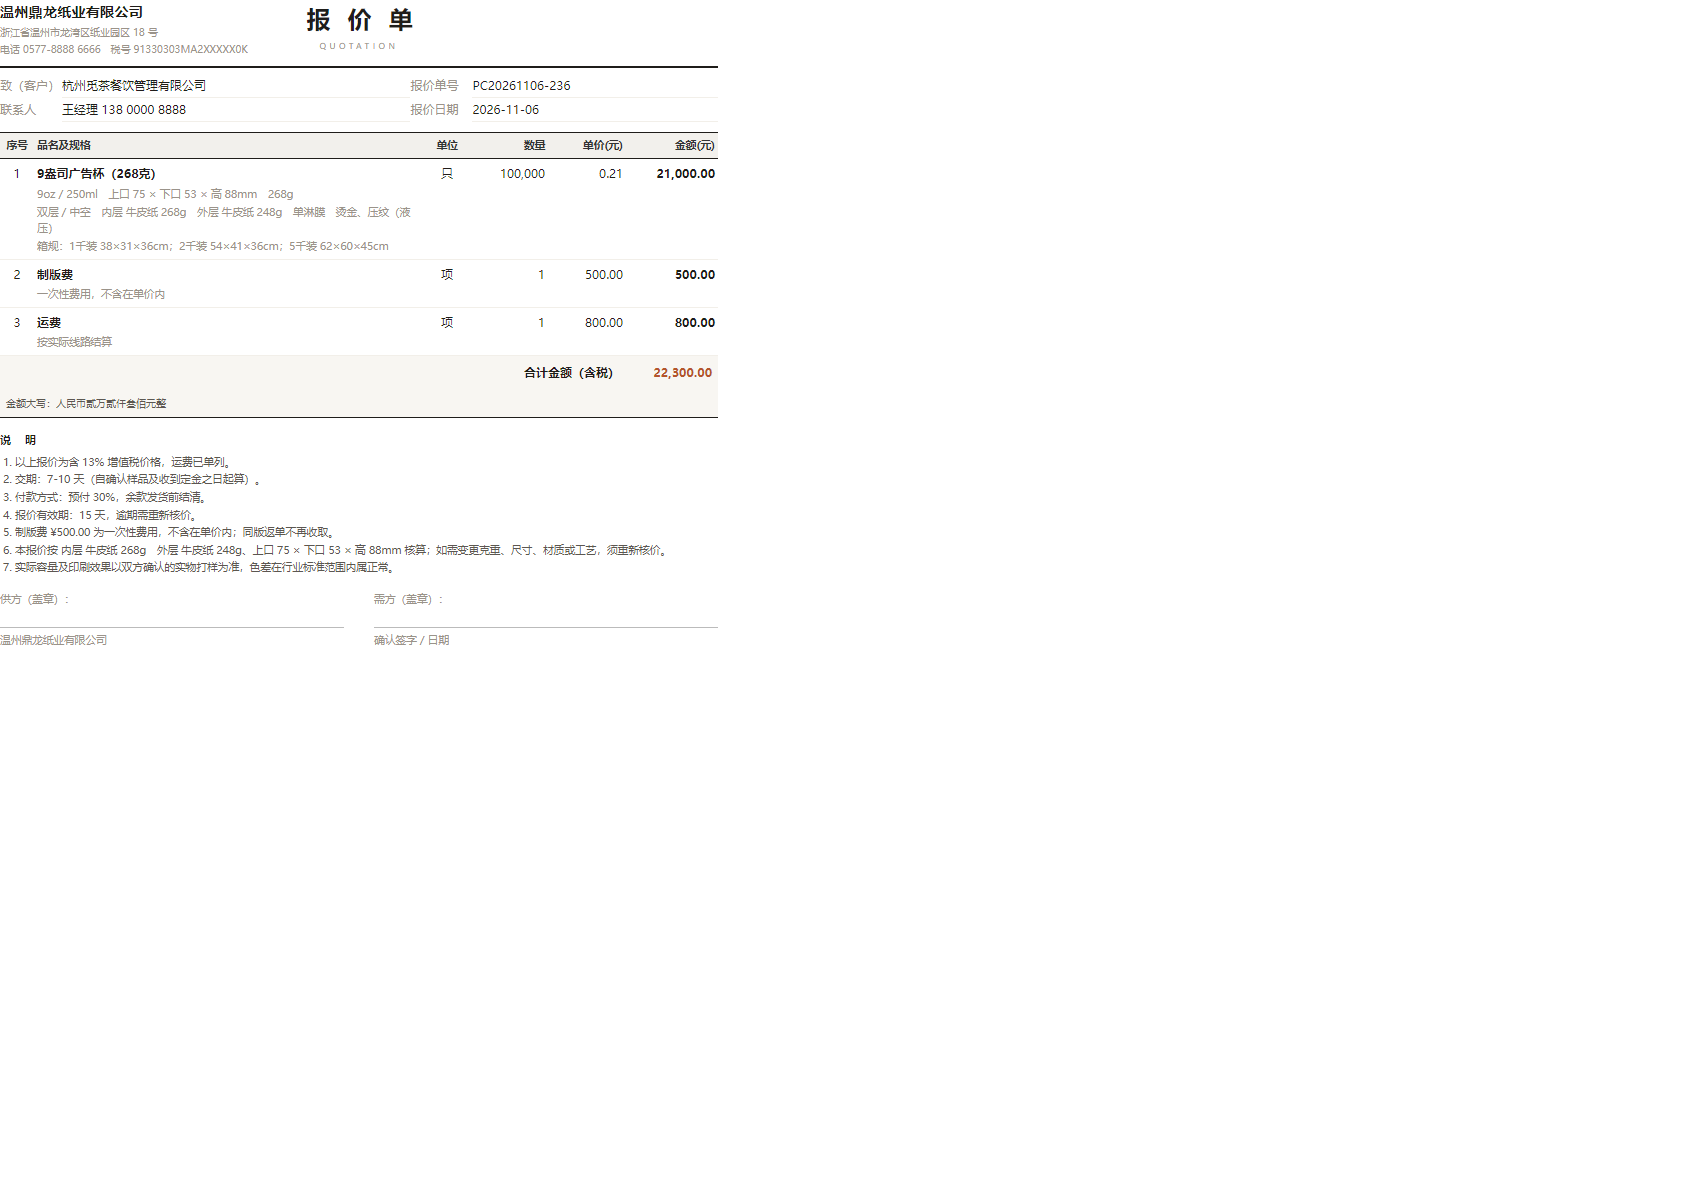 温州鼎龙纸业有限公司
报 价 单
浙江省温州市龙湾区纸业园区 18 号
QUOTATION
电话 0577-8888 6666 税号 91330303MA2XXXXX0K
致（客户） 杭州觅茶餐饮管理有限公司 报价单号 PC20261106-236
联系人 王经理 138 0000 8888 报价日期 2026-11-06
序号 品名及规格 单位 数量 单价(元) 金额(元)
1 9盎司广告杯（268克） 只 100,000 0.21 21,000.00
9oz / 250ml 上口 75 × 下口 53 × 高 88mm 268g
双层 / 中空 内层 牛皮纸 268g 外层 牛皮纸 248g 单淋膜 烫金、压纹（液
压）
箱规：1千装 38×31×36cm；2千装 54×41×36cm；5千装 62×60×45cm
2 制版费 项 1 500.00 500.00
一次性费用，不含在单价内
3 运费 项 1 800.00 800.00
按实际线路结算
合计金额（含税） 22,300.00
金额大写：人民币贰万贰仟叁佰元整
说 明
1. 以上报价为含 13% 增值税价格，运费已单列。
2. 交期：7-10 天（自确认样品及收到定金之日起算）。
3. 付款方式：预付 30%，余款发货前结清。
4. 报价有效期：15 天，逾期需重新核价。
5. 制版费 ¥500.00 为一次性费用，不含在单价内；同版返单不再收取。
6. 本报价按 内层 牛皮纸 268g 外层 牛皮纸 248g、上口 75 × 下口 53 × 高 88mm 核算；如需变更克重、尺寸、材质或工艺，须重新核价。
7. 实际容量及印刷效果以双方确认的实物打样为准，色差在行业标准范围内属正常。
供方（盖章）： 需方（盖章）：
温州鼎龙纸业有限公司 确认签字 / 日期